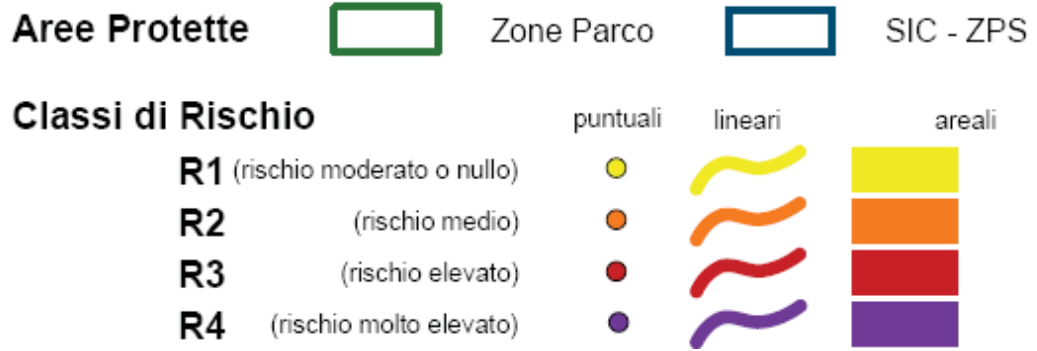 Aree Protette Zone Parco SIC - ZPS
Classi di Rischio puntuali lineari areali
R1 (rischio moderato o nullo)
R2 (rischio medio)
R3 (rischio elevato)
R4 (rischio molto elevato)